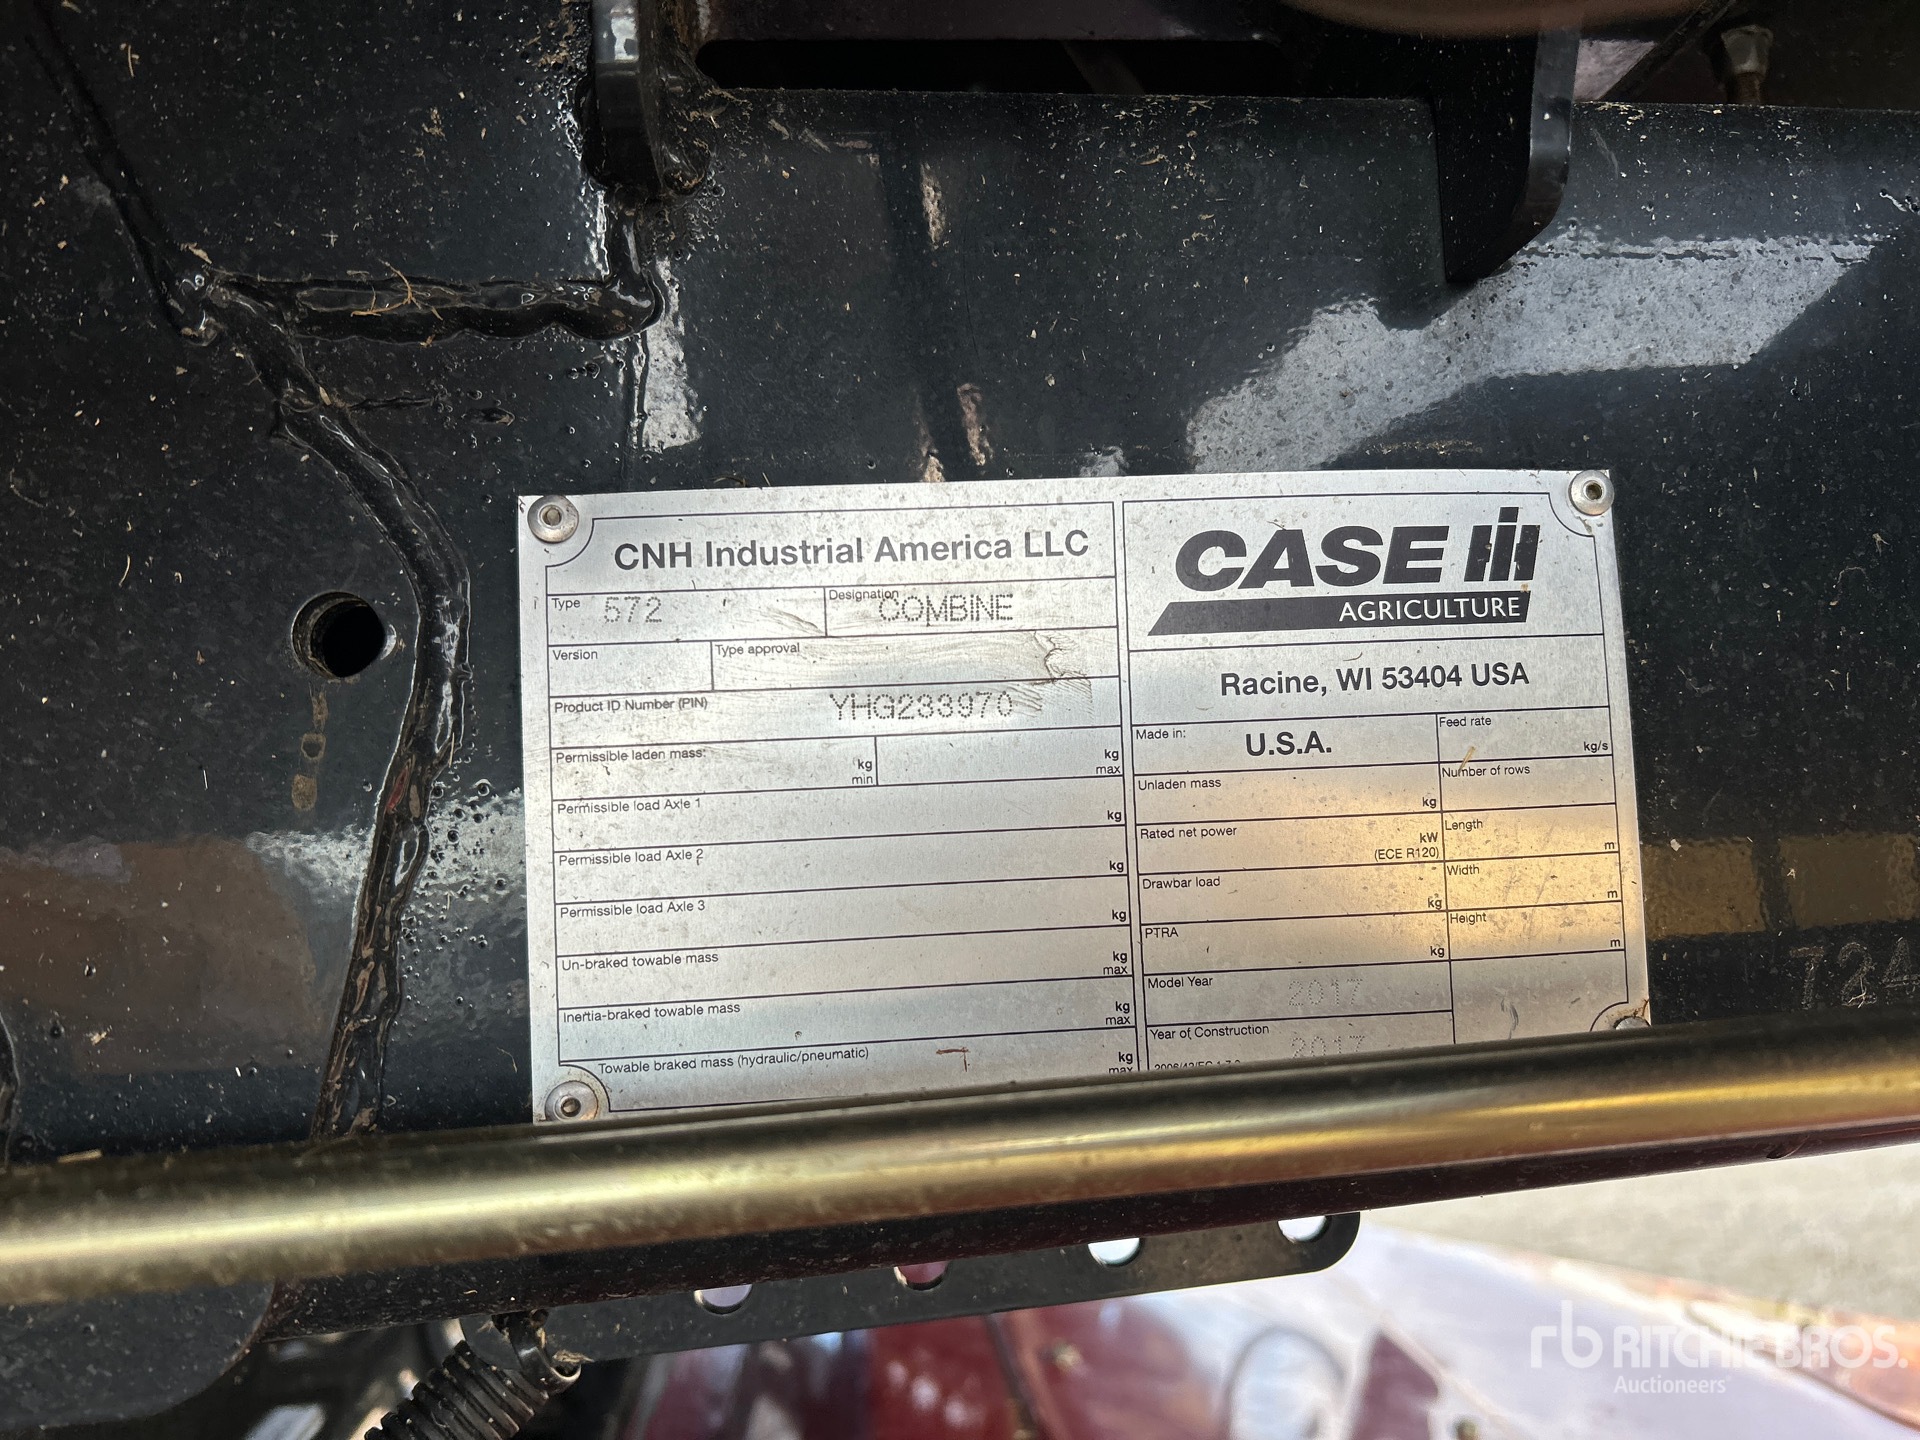 CNH Industrial America LLC
Type 572
Designation COMBINE
Version
Type approval
Product ID Number (PIN) YHG233970
Permissible laden mass: kg min kg max
Permissible load Axle 1 kg
Permissible load Axle 2 kg
Permissible load Axle 3 kg
Un-braked towable mass kg max
Inertia-braked towable mass kg max
Towable braked mass (hydraulic/pneumatic) kg max
CASE IH
AGRICULTURE
Racine, WI 53404 USA
Made in: U.S.A.
Feed rate kg/s
Unladen mass kg
Number of rows
Rated net power kW (ECE R120)
Length m
Drawbar load kg
Width m
PTRA kg
Height m
Model Year 2017
Year of Construction 2017
724
rb RITCHIE BROS.
Auctioneers